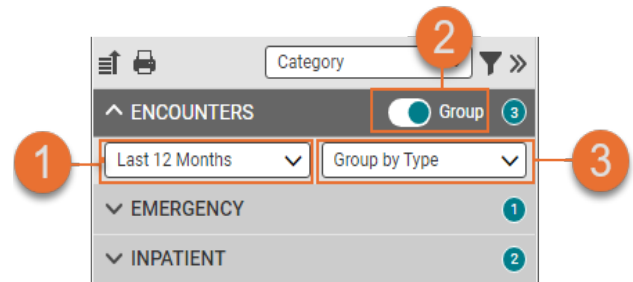 2
Category
ENCOUNTERS
Group
3
1
Last 12 Months
Group by Type
3
EMERGENCY
1
INPATIENT
2